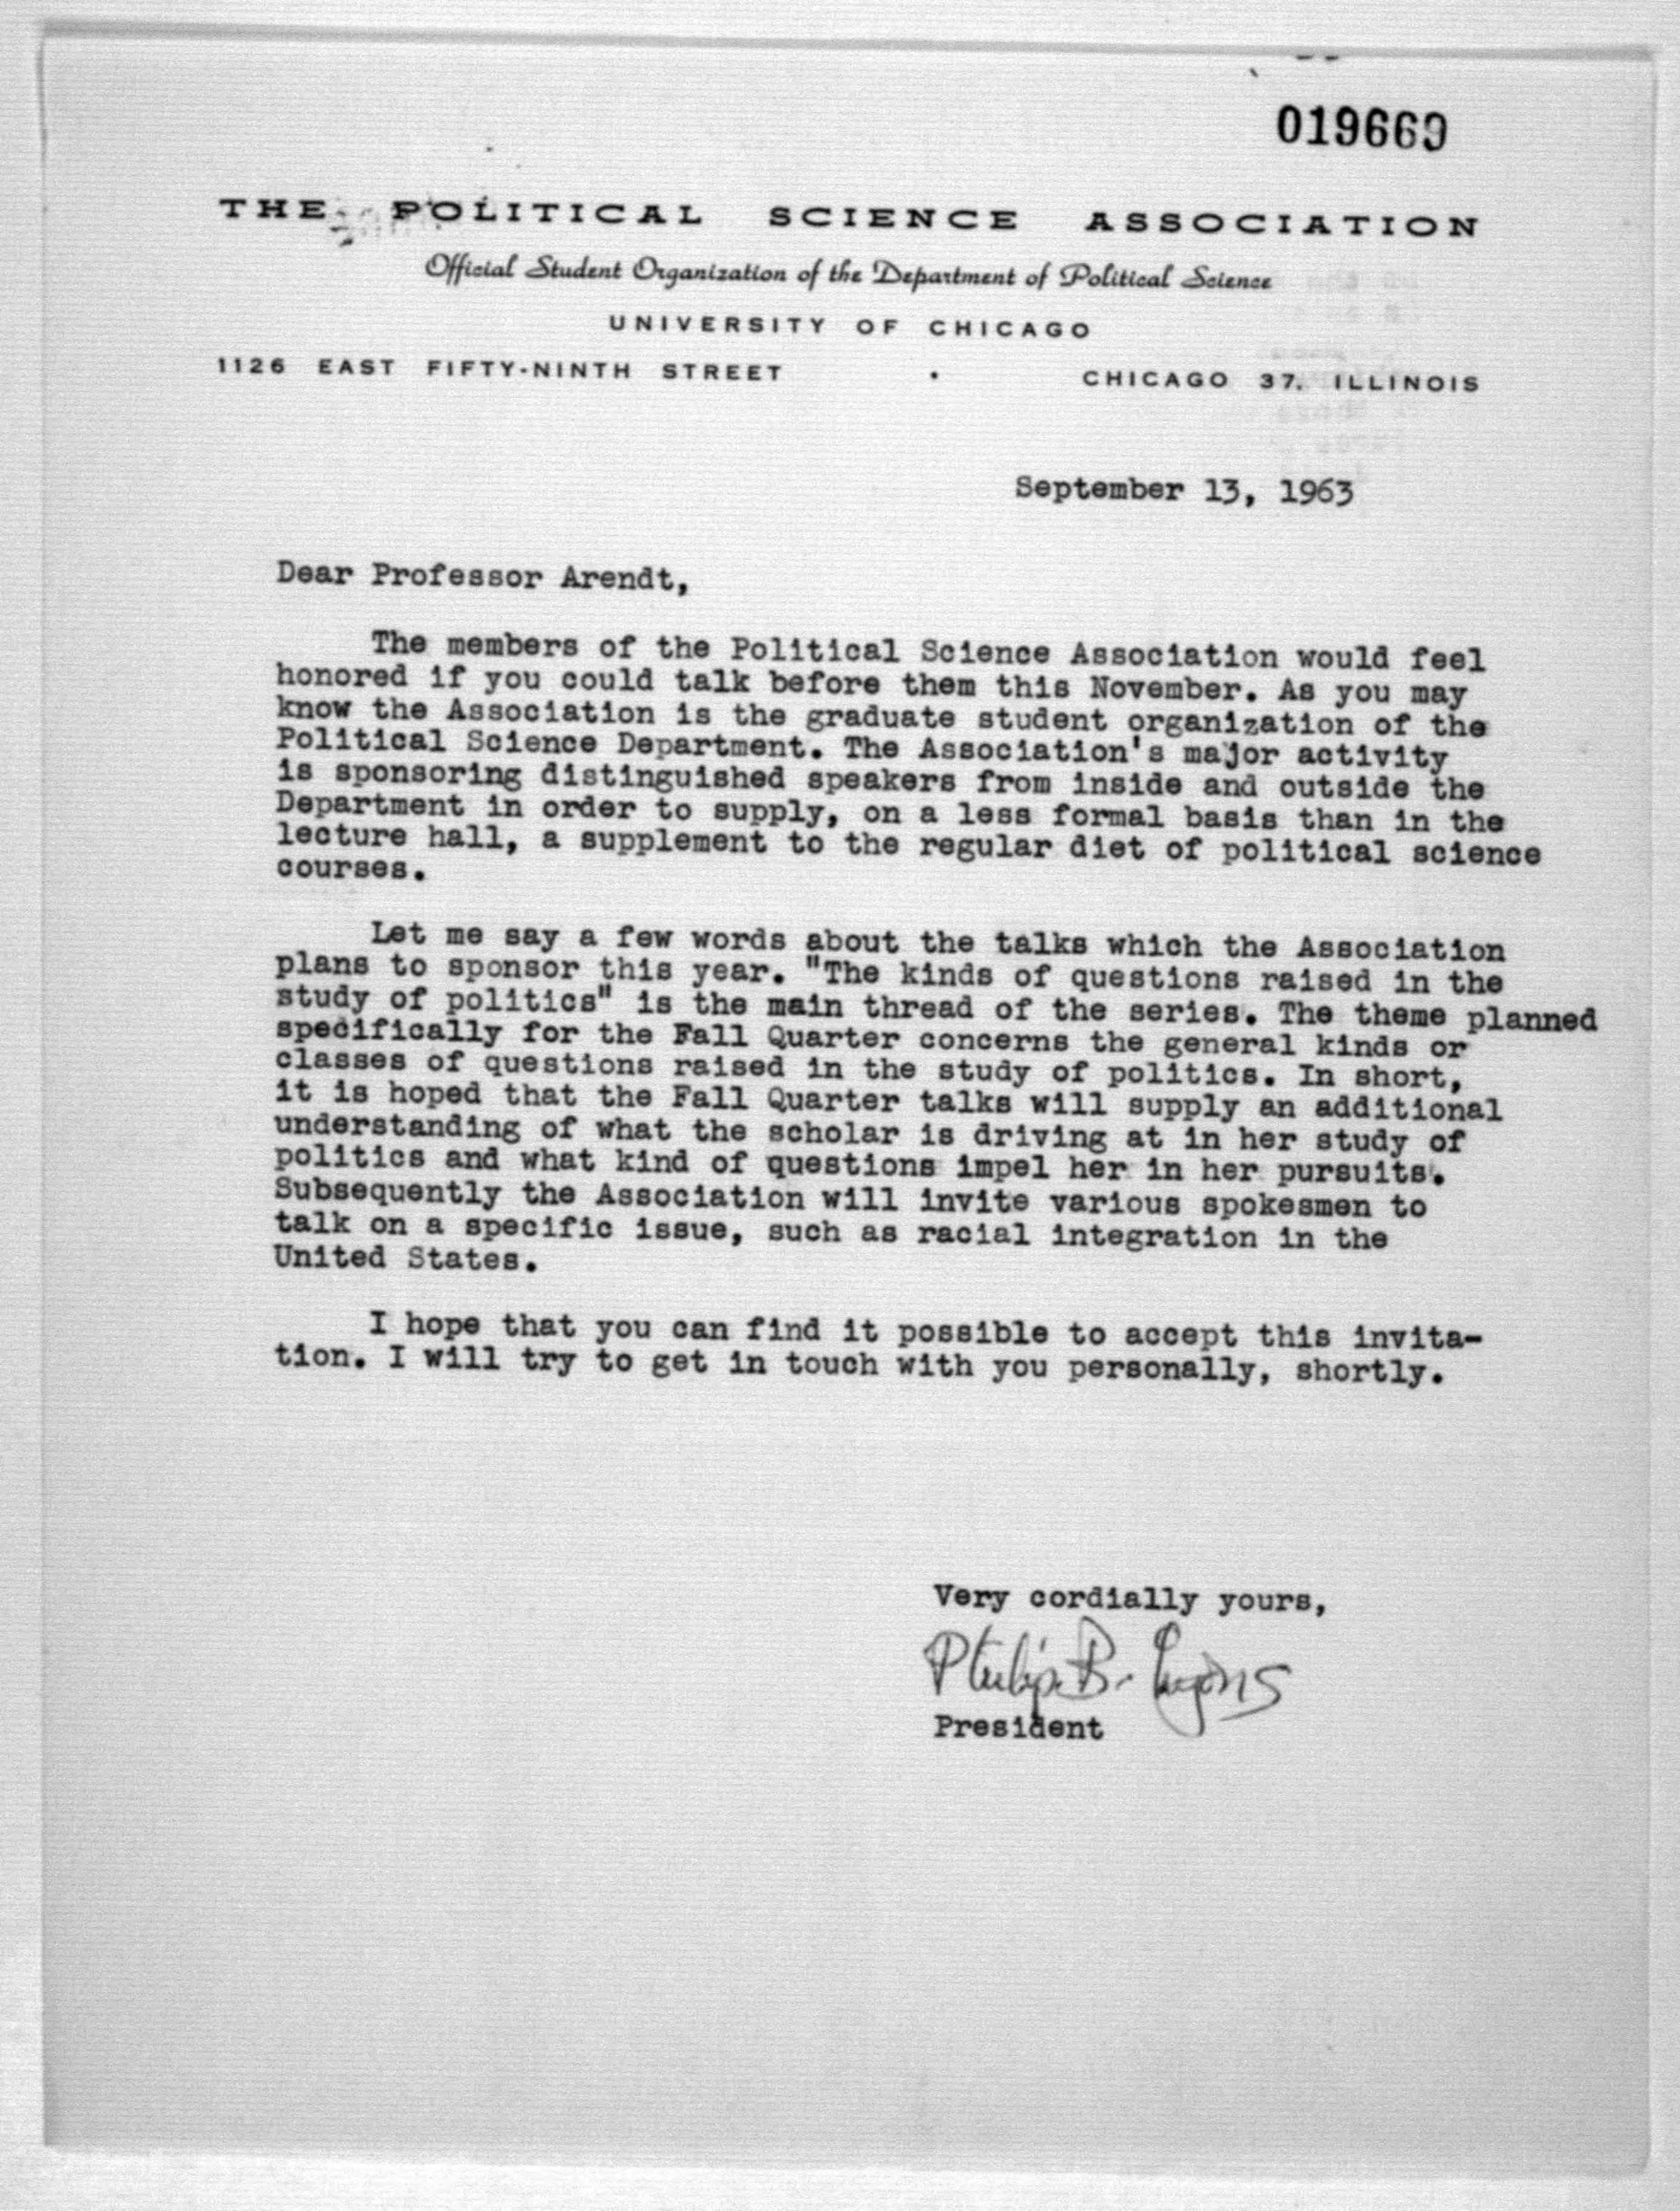 019669
THE POLITICAL SCIENCE ASSOCIATION
Official Student Organization of the Department of Political Science
UNIVERSITY OF CHICAGO
1126 EAST FIFTY-NINTH STREET • CHICAGO 37, ILLINOIS
September 13, 1963
Dear Professor Arendt,
The members of the Political Science Association would feel
honored if you could talk before them this November. As you may
know the Association is the graduate student organization of the
Political Science Department. The Association's major activity
is sponsoring distinguished speakers from inside and outside the
Department in order to supply, on a less formal basis than in the
lecture hall, a supplement to the regular diet of political science
courses.
Let me say a few words about the talks which the Association
plans to sponsor this year. "The kinds of questions raised in the
study of politics" is the main thread of the series. The theme planned
specifically for the Fall Quarter concerns the general kinds or
classes of questions raised in the study of politics. In short,
it is hoped that the Fall Quarter talks will supply an additional
understanding of what the scholar is driving at in her study of
politics and what kind of questions impel her in her pursuits.
Subsequently the Association will invite various spokesmen to
talk on a specific issue, such as racial integration in the
United States.
I hope that you can find it possible to accept this invita-
tion. I will try to get in touch with you personally, shortly.
Very cordially yours,
Philip B. Lyons
President